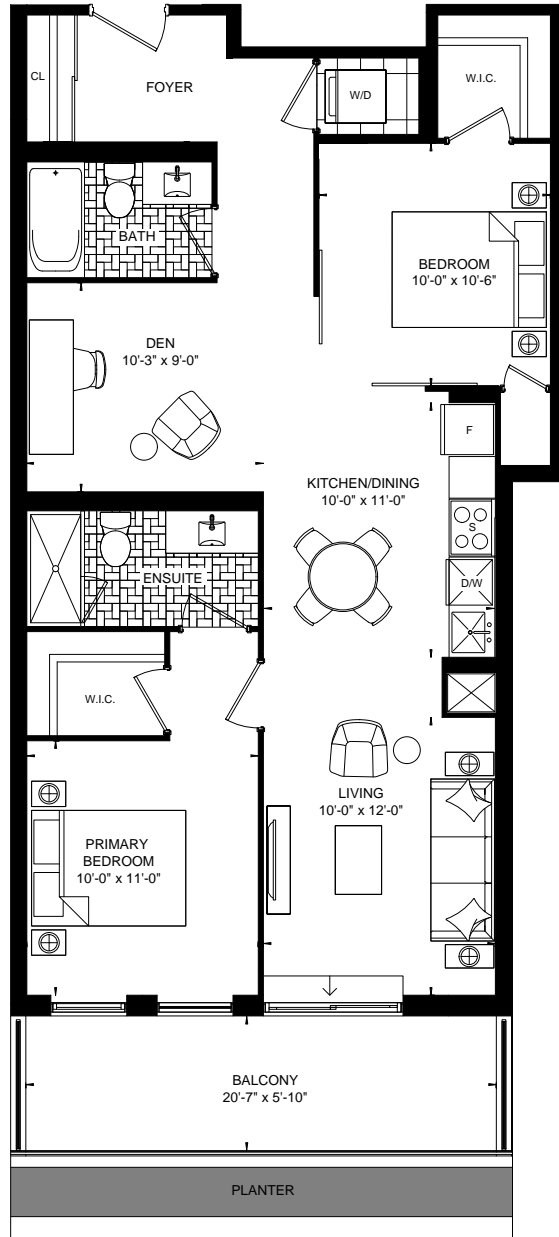 CL
FOYER
W/D
W.I.C.
BATH
BEDROOM
10'-0" x 10'-6"
DEN
10'-3" x 9'-0"
F
KITCHEN/DINING
10'-0" x 11'-0"
S
ENSUITE
D/W
W.I.C.
LIVING
10'-0" x 12'-0"
PRIMARY
BEDROOM
10'-0" x 11'-0"
BALCONY
20'-7" x 5'-10"
PLANTER